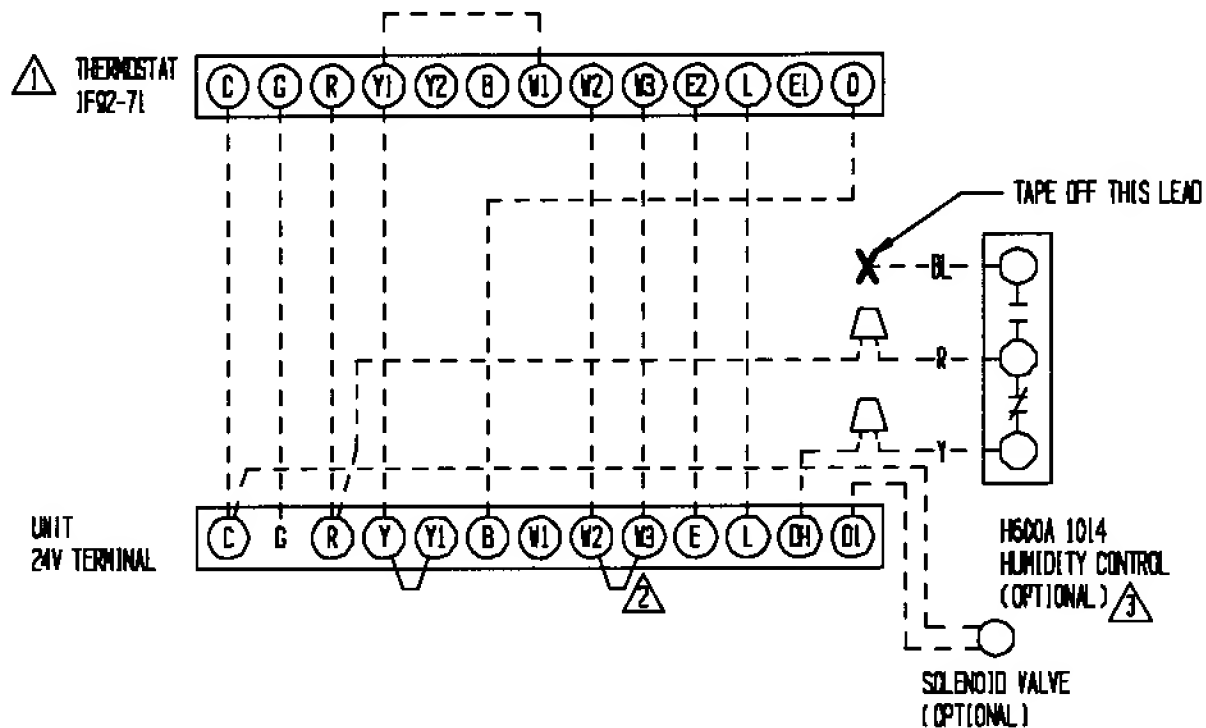 1
THERMOSTAT
1F92-71
C G R Y1 Y2 B W1 W2 W3 E2 L E1 O
TAPE OFF THIS LEAD
BL
R
Y
UNIT
24V TERMINAL
C G R Y Y1 B W1 W2 W3 E L DH D1
2
H600A 1014
HUMIDITY CONTROL
(OPTIONAL) 3
SOLENOID VALVE
(OPTIONAL)